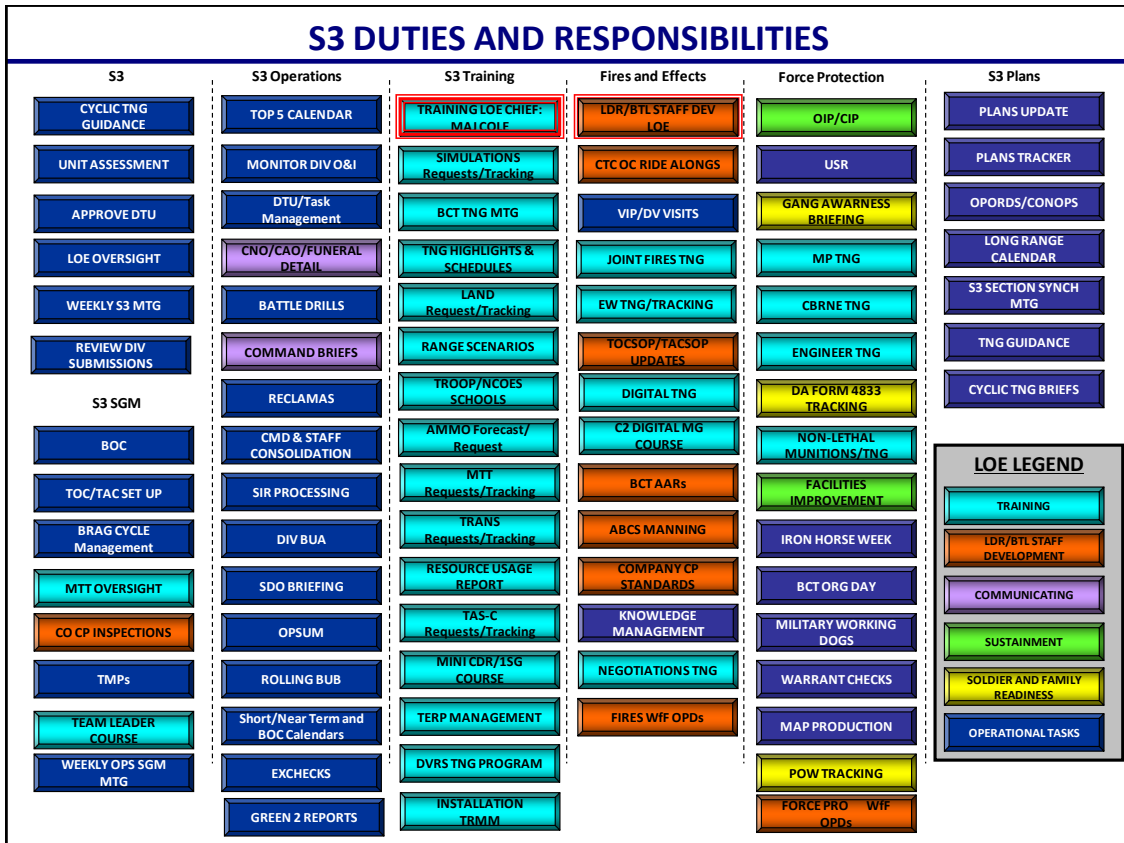 S3 DUTIES AND RESPONSIBILITIES
S3
CYCLIC TNG
GUIDANCE
UNIT ASSESSMENT
APPROVE DTU
LOE OVERSIGHT
WEEKLY S3 MTG
REVIEW DIV
SUBMISSIONS
S3 SGM
BOC
TOC/TAC SET UP
BRAG CYCLE
Management
MTT OVERSIGHT
CO CP INSPECTIONS
TMPs
TEAM LEADER
COURSE
WEEKLY OPS SGM
MTG
S3 Operations
TOP 5 CALENDAR
MONITOR DIV O&I
DTU/Task
Management
CNO/CAO/FUNERAL
DETAIL
BATTLE DRILLS
COMMAND BRIEFS
RECLAMAS
CMD & STAFF
CONSOLIDATION
SIR PROCESSING
DIV BUA
SDO BRIEFING
OPSUM
ROLLING BUB
Short/Near Term and
BOC Calendars
EXCHECKS
GREEN 2 REPORTS
S3 Training
TRAINING LOE CHIEF:
MAJ COLE
SIMULATIONS
Requests/Tracking
BCT TNG MTG
TNG HIGHLIGHTS &
SCHEDULES
LAND
Request/Tracking
RANGE SCENARIOS
TROOP/NCOES
SCHOOLS
AMMO Forecast/
Request
MTT
Requests/Tracking
TRANS
Requests/Tracking
RESOURCE USAGE
REPORT
TAS-C
Requests/Tracking
MINI CDR/1SG
COURSE
TERP MANAGEMENT
DVRS TNG PROGRAM
INSTALLATION
TRMM
Fires and Effects
LDR/BTL STAFF DEV
LOE
CTC OC RIDE ALONGS
VIP/DV VISITS
JOINT FIRES TNG
EW TNG/TRACKING
TOCSOP/TACSOP
UPDATES
DIGITAL TNG
C2 DIGITAL MG
COURSE
BCT AARs
ABCS MANNING
COMPANY CP
STANDARDS
KNOWLEDGE
MANAGEMENT
NEGOTIATIONS TNG
FIRES WfF OPDs
Force Protection
OIP/CIP
USR
GANG AWARNESS
BRIEFING
MP TNG
CBRNE TNG
ENGINEER TNG
DA FORM 4833
TRACKING
NON-LETHAL
MUNITIONS/TNG
FACILITIES
IMPROVEMENT
IRON HORSE WEEK
BCT ORG DAY
MILITARY WORKING
DOGS
WARRANT CHECKS
MAP PRODUCTION
POW TRACKING
FORCE PRO WfF
OPDs
S3 Plans
PLANS UPDATE
PLANS TRACKER
OPORDS/CONOPS
LONG RANGE
CALENDAR
S3 SECTION SYNCH
MTG
TNG GUIDANCE
CYCLIC TNG BRIEFS
LOE LEGEND
TRAINING
LDR/BTL STAFF
DEVELOPMENT
COMMUNICATING
SUSTAINMENT
SOLDIER AND FAMILY
READINESS
OPERATIONAL TASKS